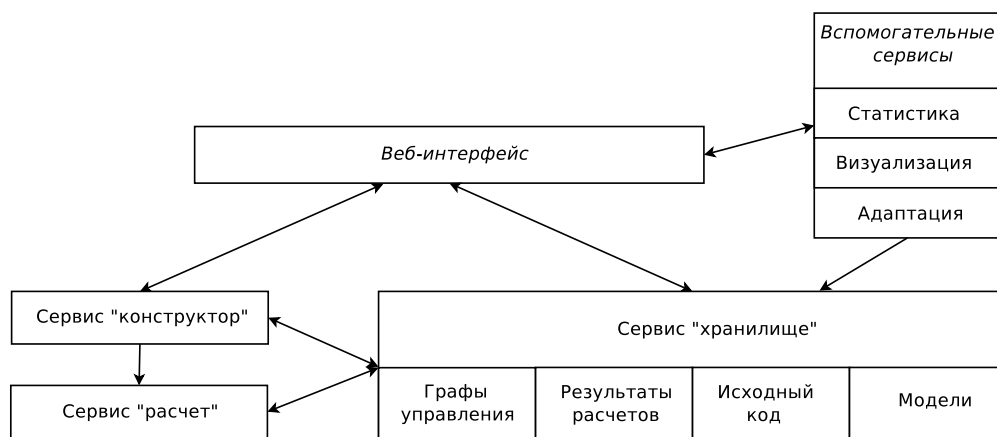 Вспомогательные
сервисы
Статистика
Веб-интерфейс
Визуализация
Адаптация
Сервис "конструктор"
Сервис "хранилище"
Сервис "расчет"
Графы
управления
Результаты
расчетов
Исходный
код
Модели